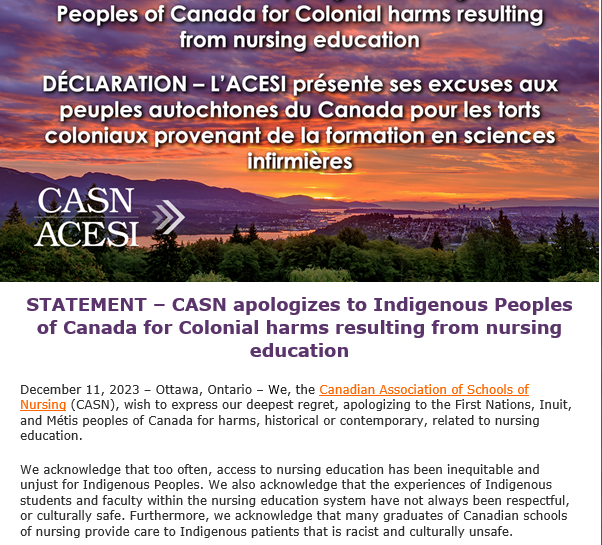 Peoples of Canada for Colonial harms resulting
from nursing education
DÉCLARATION – L'ACESI présente ses excuses aux
peuples autochtones du Canada pour les torts
coloniaux provenant de la formation en sciences
infirmières
CASN
ACESI
STATEMENT – CASN apologizes to Indigenous Peoples
of Canada for Colonial harms resulting from nursing
education
December 11, 2023 – Ottawa, Ontario – We, the Canadian Association of Schools of
Nursing (CASN), wish to express our deepest regret, apologizing to the First Nations, Inuit,
and Métis peoples of Canada for harms, historical or contemporary, related to nursing
education.
We acknowledge that too often, access to nursing education has been inequitable and
unjust for Indigenous Peoples. We also acknowledge that the experiences of Indigenous
students and faculty within the nursing education system have not always been respectful,
or culturally safe. Furthermore, we acknowledge that many graduates of Canadian schools
of nursing provide care to Indigenous patients that is racist and culturally unsafe.